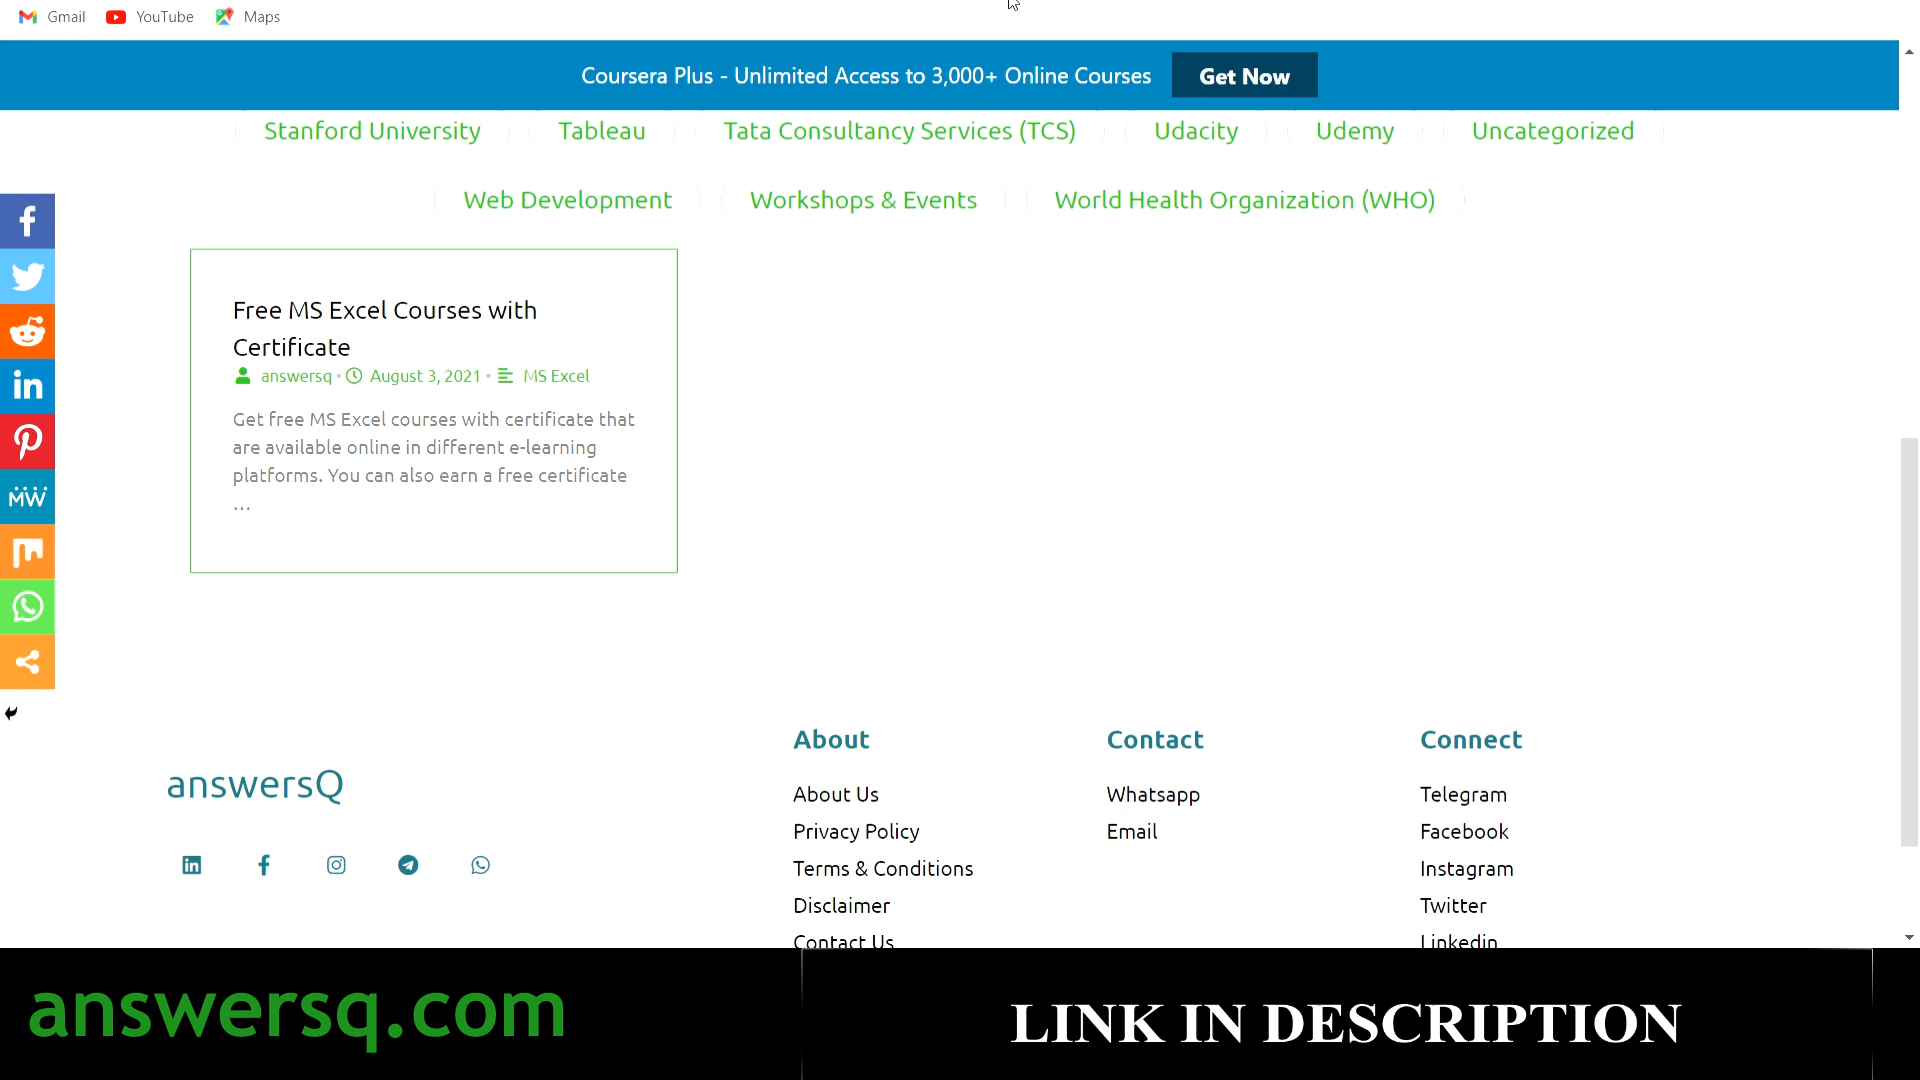 Gmail YouTube Maps
Coursera Plus - Unlimited Access to 3,000+ Online Courses Get Now
Stanford University Tableau Tata Consultancy Services (TCS) Udacity Udemy Uncategorized
Web Development Workshops & Events World Health Organization (WHO)
Free MS Excel Courses with
Certificate
answersq • August 3, 2021 • MS Excel
Get free MS Excel courses with certificate that
are available online in different e-learning
platforms. You can also earn a free certificate
…
answersQ
About
About Us
Privacy Policy
Terms & Conditions
Disclaimer
Contact Us
Contact
Whatsapp
Email
Connect
Telegram
Facebook
Instagram
Twitter
Linkedin
answersq.com
LINK IN DESCRIPTION